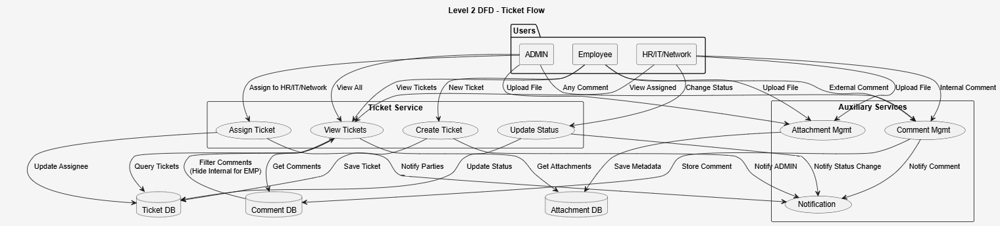 Level 2 DFD - Ticket Flow
Users
ADMIN
Employee
HR/IT/Network
Assign to HR/IT/Network
View All
View Tickets
New Ticket
Upload File
Any Comment
View Assigned
Change Status
Upload File
External Comment
Upload File
Internal Comment
Ticket Service
Auxiliary Services
Assign Ticket
View Tickets
Create Ticket
Update Status
Attachment Mgmt
Comment Mgmt
Update Assignee
Query Tickets
Filter Comments
(Hide Internal for EMP)
Get Comments
Save Ticket
Notify Parties
Update Status
Get Attachments
Save Metadata
Store Comment
Notify ADMIN
Notify Status Change
Notify Comment
Ticket DB
Comment DB
Attachment DB
Notification